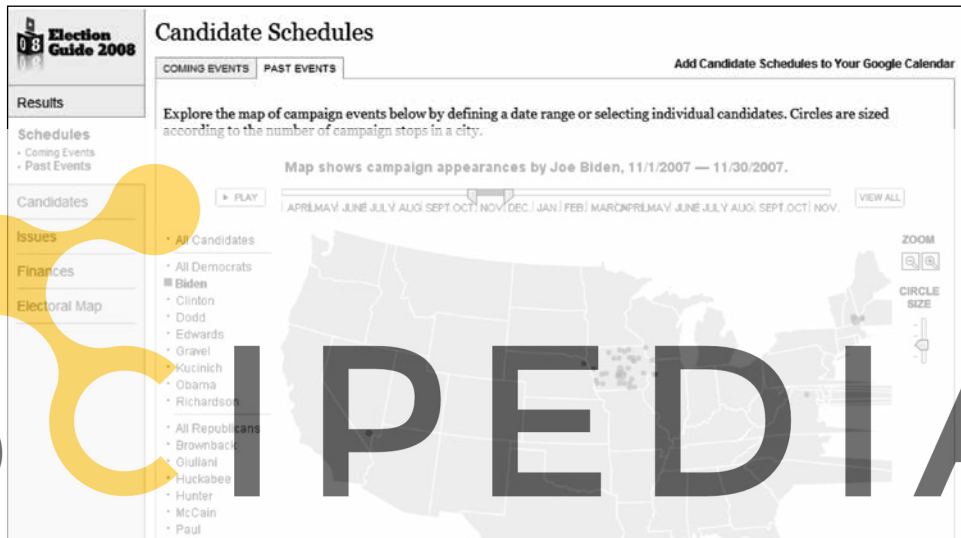 08 Election
Guide 2008
Candidate Schedules
COMING EVENTS PAST EVENTS
Add Candidate Schedules to Your Google Calendar
Results
Explore the map of campaign events below by defining a date range or selecting individual candidates. Circles are sized
according to the number of campaign stops in a city.
Schedules
Coming Events
Past Events
Map shows campaign appearances by Joe Biden, 11/1/2007 — 11/30/2007.
Candidates
PLAY
APRIL MAY JUNE JULY AUG SEPT. OCT NOV DEC. JAN FEB. MARCH APRIL MAY JUNE JULY AUG SEPT. OCT NOV.
VIEW ALL
Issues
Finances
Electoral Map
All Candidates
All Democrats
Biden
Clinton
Dodd
Edwards
Gravel
Kucinich
Obama
Richardson
All Republicans
Brownback
Giuliani
Huckabee
Hunter
McCain
Paul
ZOOM
CIRCLE
SIZE
CIPEDIA